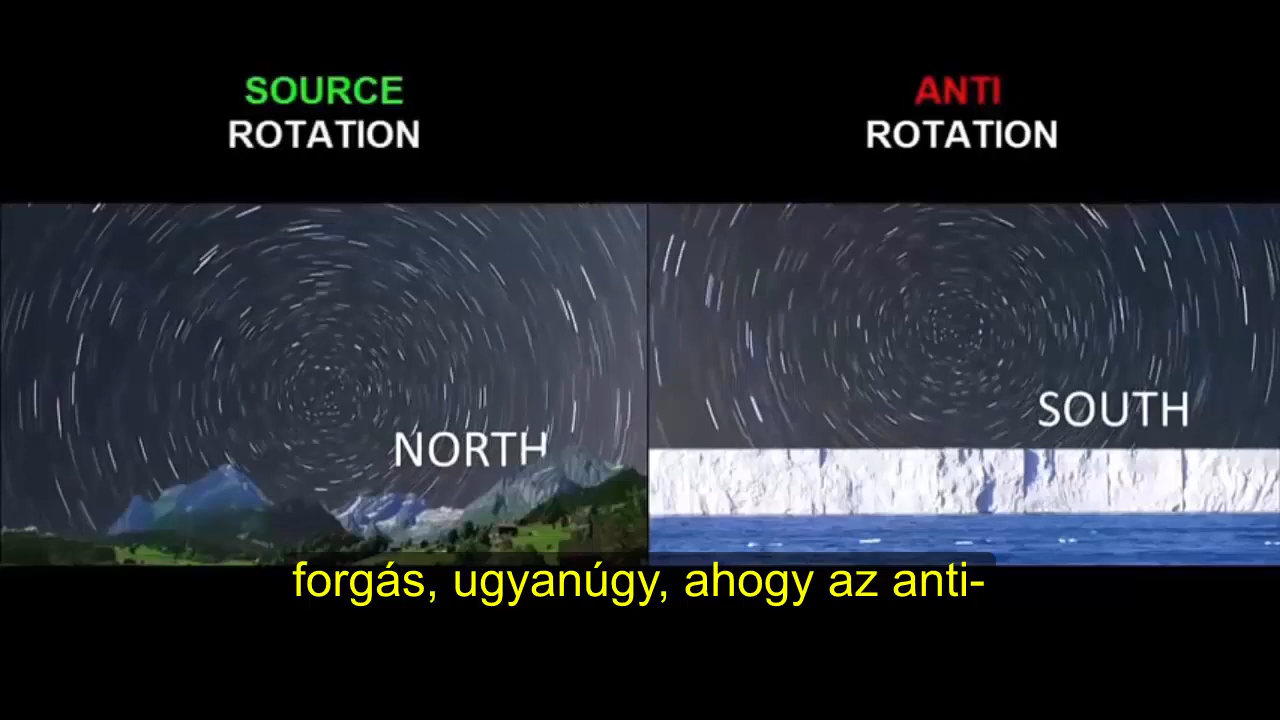 SOURCE
ROTATION
ANTI
ROTATION
NORTH
SOUTH
forgás, ugyanúgy, ahogy az anti-